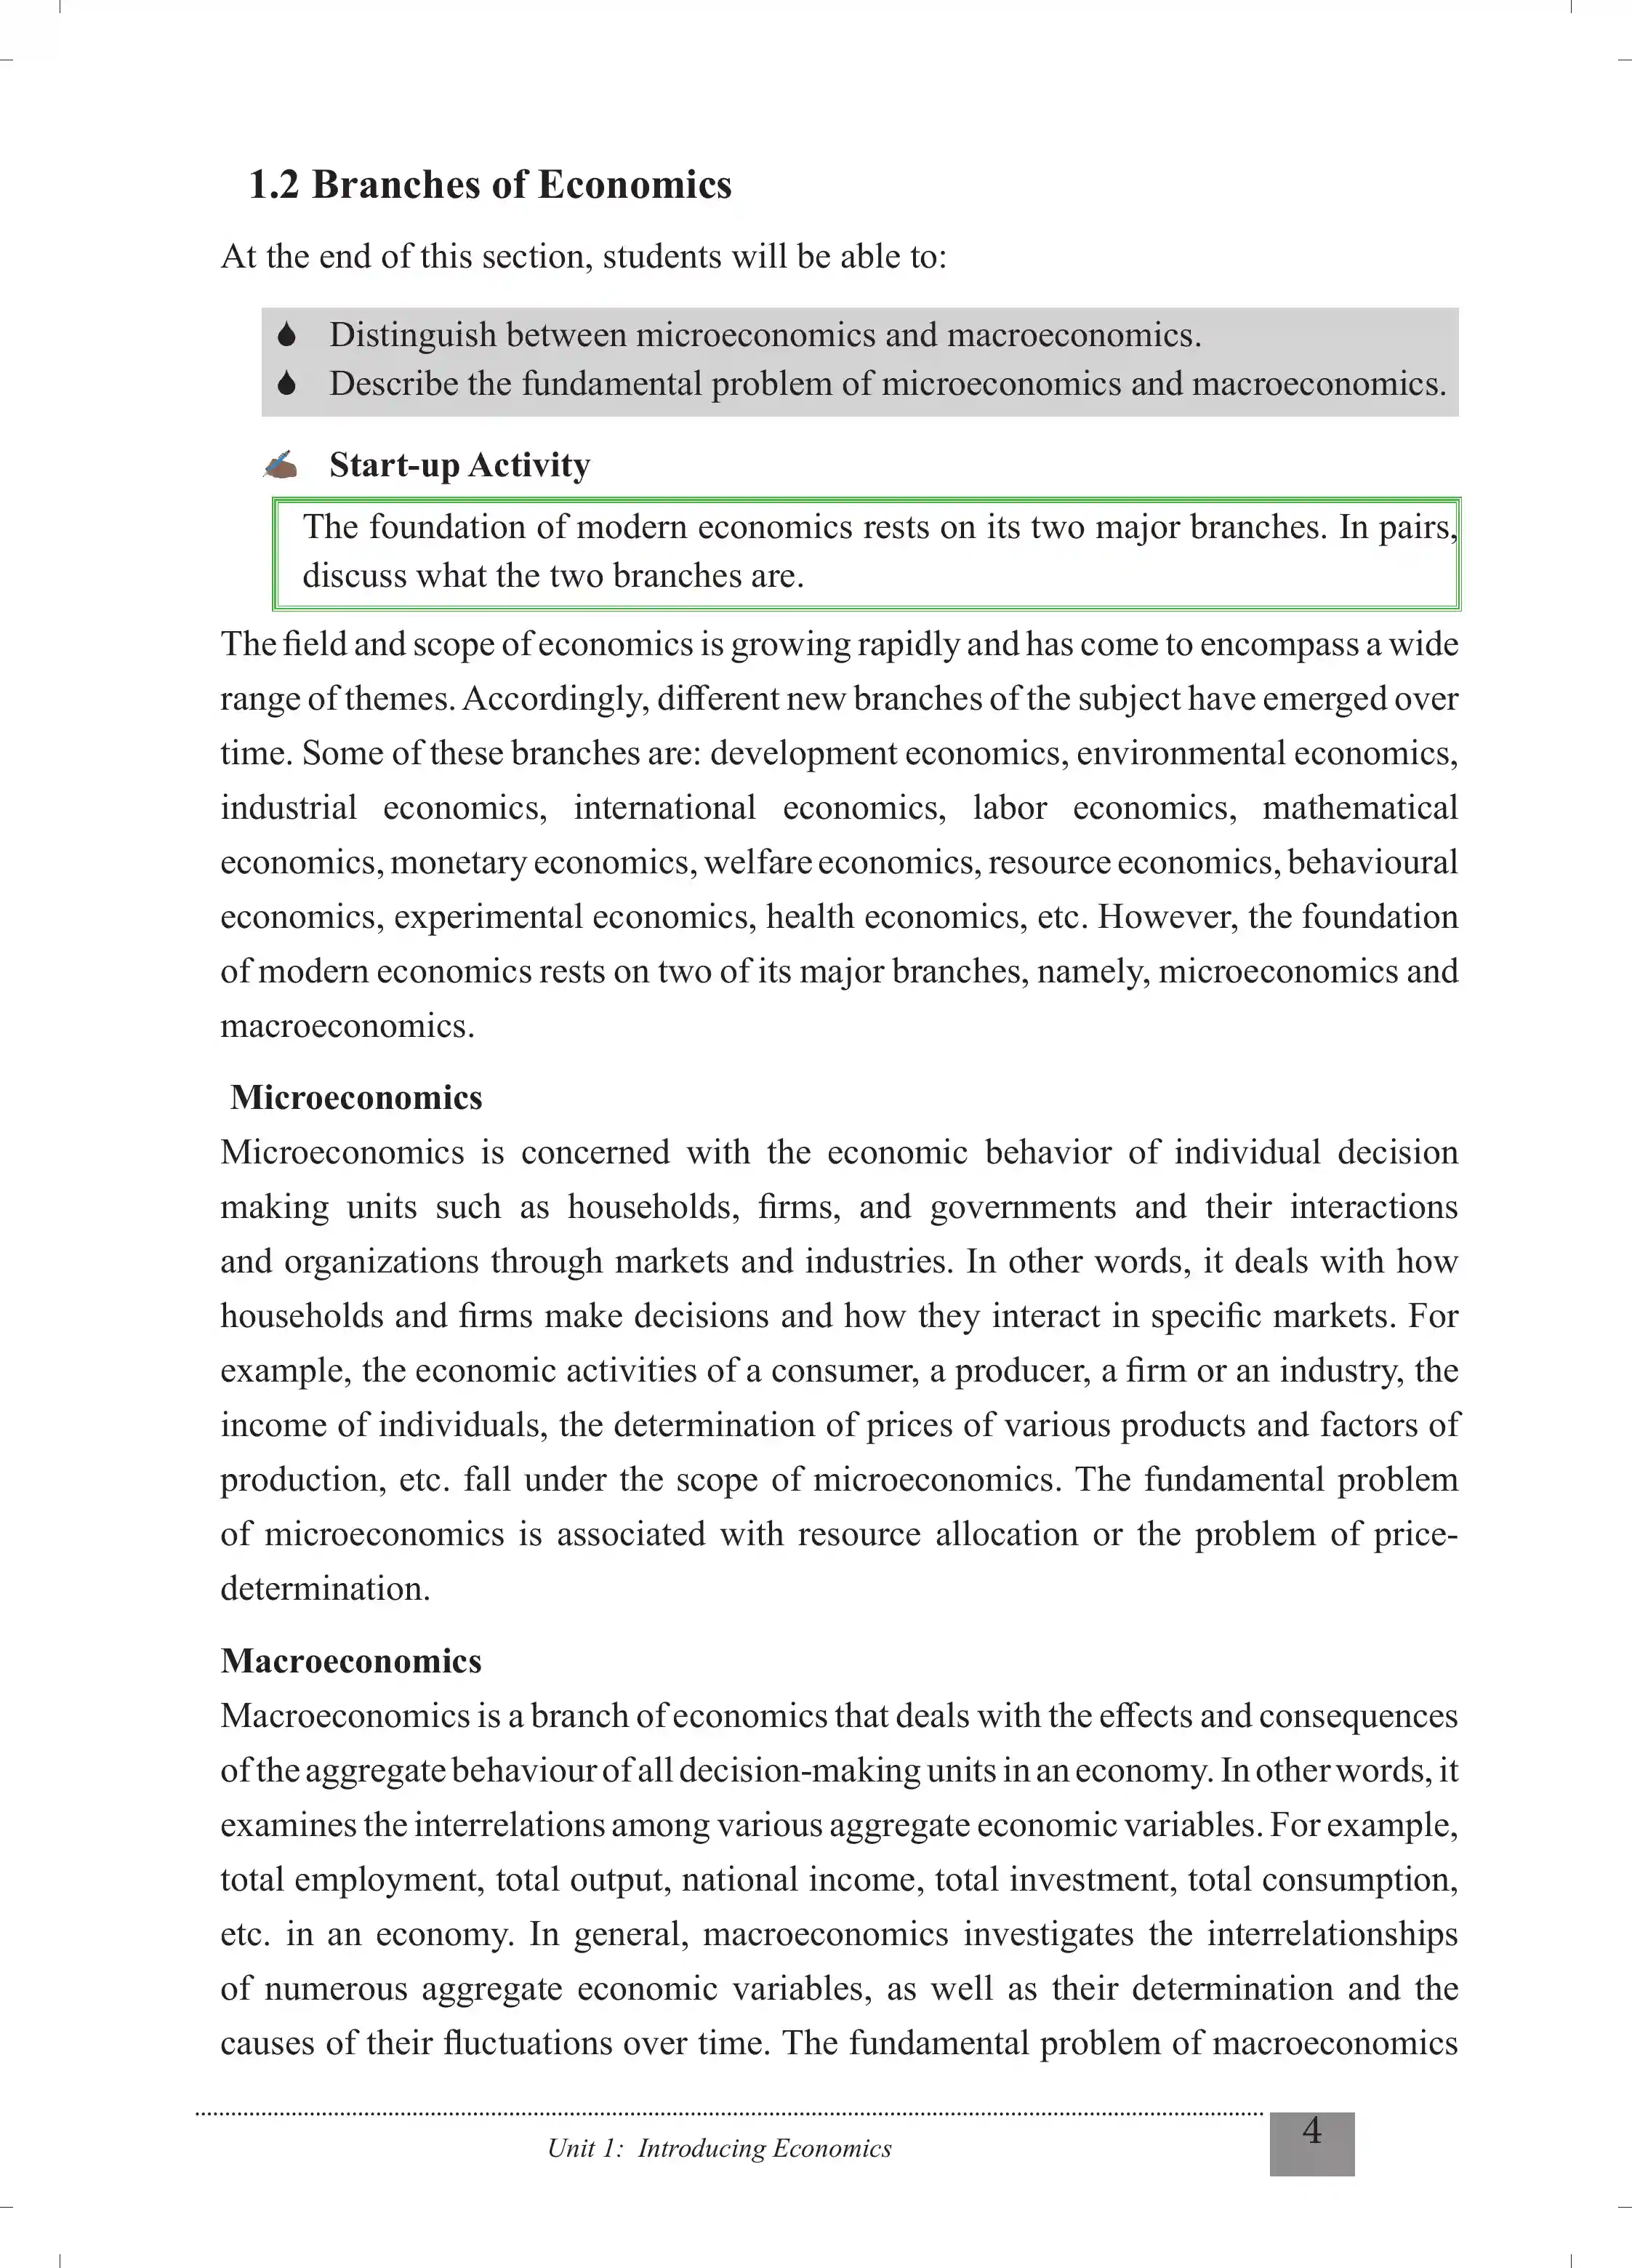 1.2 Branches of Economics
At the end of this section, students will be able to:
Distinguish between microeconomics and macroeconomics.
Describe the fundamental problem of microeconomics and macroeconomics.
Start-up Activity
The foundation of modern economics rests on its two major branches. In pairs,
discuss what the two branches are.
The field and scope of economics is growing rapidly and has come to encompass a wide
range of themes. Accordingly, different new branches of the subject have emerged over
time. Some of these branches are: development economics, environmental economics,
industrial economics, international economics, labor economics, mathematical
economics, monetary economics, welfare economics, resource economics, behavioural
economics, experimental economics, health economics, etc. However, the foundation
of modern economics rests on two of its major branches, namely, microeconomics and
macroeconomics.
Microeconomics
Microeconomics is concerned with the economic behavior of individual decision
making units such as households, firms, and governments and their interactions
and organizations through markets and industries. In other words, it deals with how
households and firms make decisions and how they interact in specific markets. For
example, the economic activities of a consumer, a producer, a firm or an industry, the
income of individuals, the determination of prices of various products and factors of
production, etc. fall under the scope of microeconomics. The fundamental problem
of microeconomics is associated with resource allocation or the problem of price-
determination.
Macroeconomics
Macroeconomics is a branch of economics that deals with the effects and consequences
of the aggregate behaviour of all decision-making units in an economy. In other words, it
examines the interrelations among various aggregate economic variables. For example,
total employment, total output, national income, total investment, total consumption,
etc. in an economy. In general, macroeconomics investigates the interrelationships
of numerous aggregate economic variables, as well as their determination and the
causes of their fluctuations over time. The fundamental problem of macroeconomics
Unit 1: Introducing Economics
4